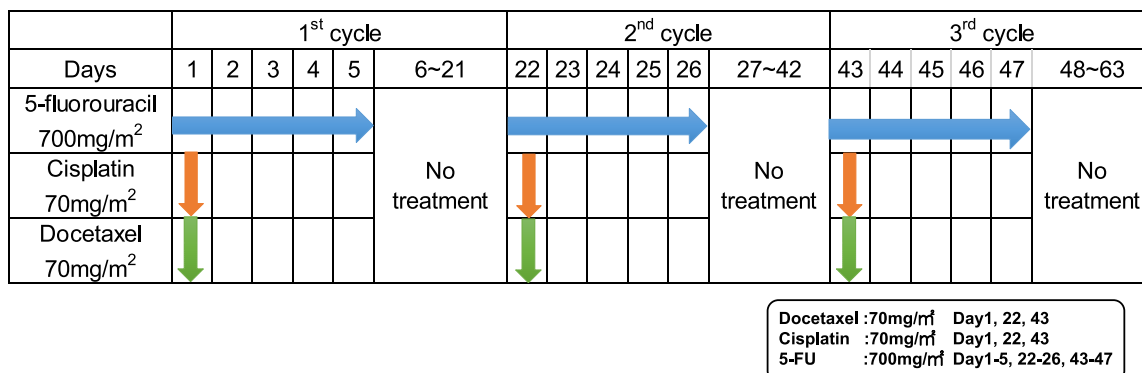 1st cycle 2nd cycle 3rd cycle
Days 1 2 3 4 5 6~21 22 23 24 25 26 27~42 43 44 45 46 47 48~63
5-fluorouracil
700mg/m2
Cisplatin
70mg/m2
No
treatment
No
treatment
No
treatment
Docetaxel
70mg/m2
Docetaxel :70mg/㎡ Day1, 22, 43
Cisplatin :70mg/㎡ Day1, 22, 43
5-FU :700mg/㎡ Day1-5, 22-26, 43-47